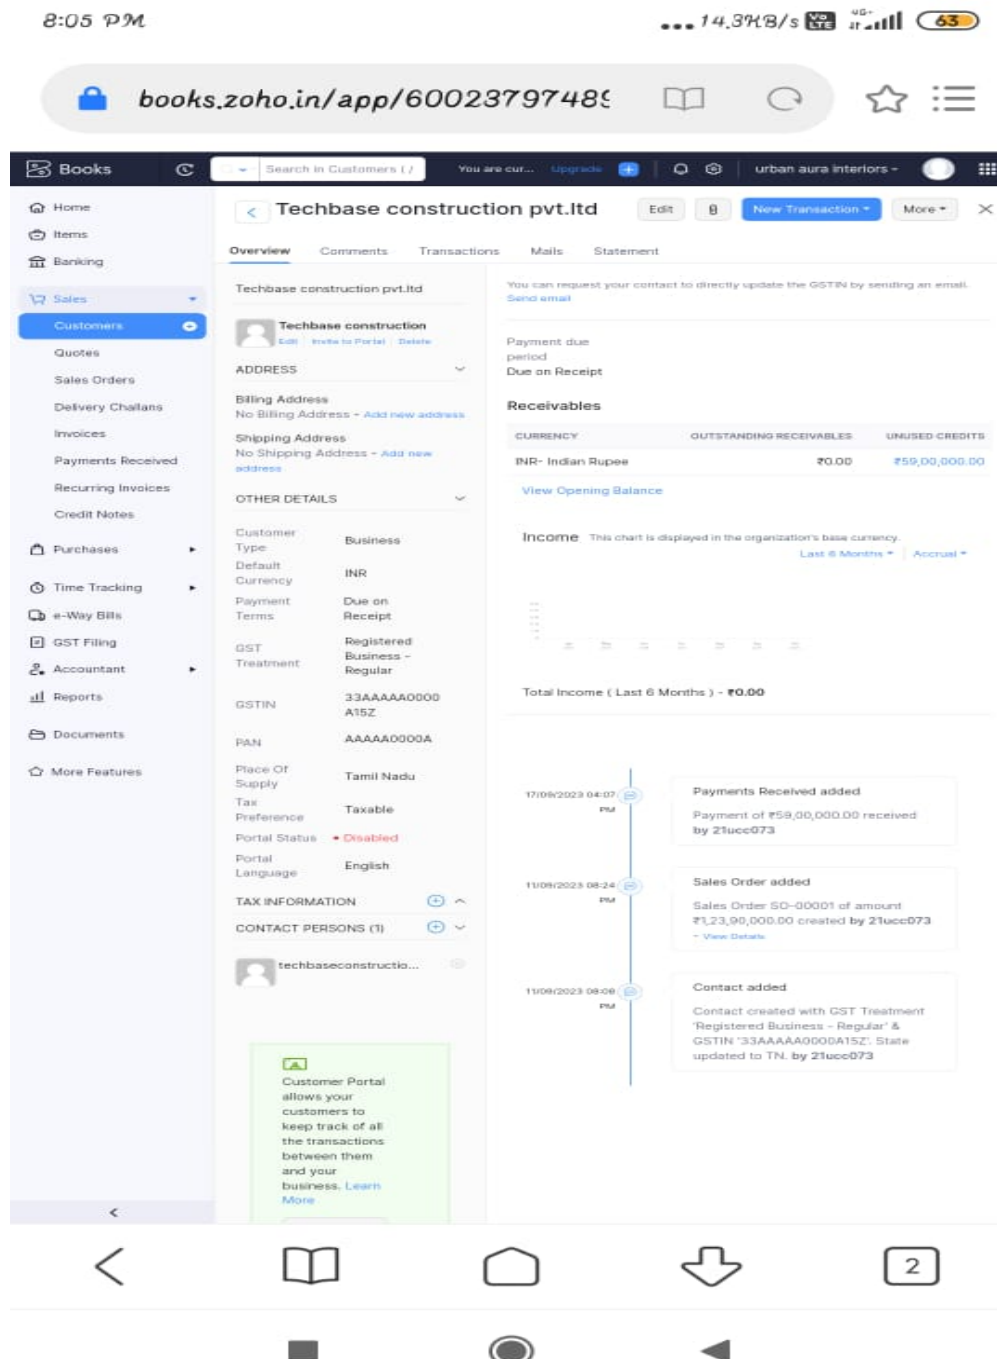 8:05 PM
14.3KB/s Vo LTE 4G+ 63
books.zoho.in/app/60023797489
Books
Search in Customers ( /
You are cur... Upgrade
urban aura interiors
Home
Items
Banking
Sales
Customers
Quotes
Sales Orders
Delivery Challans
Invoices
Payments Received
Recurring Invoices
Credit Notes
Purchases
Time Tracking
e-Way Bills
GST Filing
Accountant
Reports
Documents
More Features
Techbase construction pvt.ltd
Edit New Transaction More
Overview Comments Transactions Mails Statement
Techbase construction pvt.ltd
Techbase construction
Edit Invite to Portal Delete
ADDRESS
Billing Address
No Billing Address - Add new address
Shipping Address
No Shipping Address - Add new
address
OTHER DETAILS
Customer
Type Business
Default
Currency INR
Payment
Terms Due on
Receipt
GST
Treatment Registered
Business -
Regular
GSTIN 33AAAAA0000
A15Z
PAN AAAAA0000A
Place Of
Supply Tamil Nadu
Tax
Preference Taxable
Portal Status Disabled
Portal
Language English
TAX INFORMATION
CONTACT PERSONS (1)
techbaseconstructio...
Customer Portal
allows your
customers to
keep track of all
the transactions
between them
and your
business. Learn
More
You can request your contact to directly update the GSTIN by sending an email.
Send email
Payment due
period
Due on Receipt
Receivables
CURRENCY OUTSTANDING RECEIVABLES UNUSED CREDITS
INR- Indian Rupee ₹0.00 ₹59,00,000.00
View Opening Balance
Income This chart is displayed in the organization's base currency.
Last 6 Months Accrual
Total Income ( Last 6 Months ) - ₹0.00
17/09/2023 04:07
PM
Payments Received added
Payment of ₹59,00,000.00 received
by 21ucc073
11/09/2023 08:24
PM
Sales Order added
Sales Order SO-00001 of amount
₹1,23,90,000.00 created by 21ucc073
- View Details
11/09/2023 08:08
PM
Contact added
Contact created with GST Treatment
'Registered Business - Regular' &
GSTIN '33AAAAA0000A15Z'. State
updated to TN. by 21ucc073
2